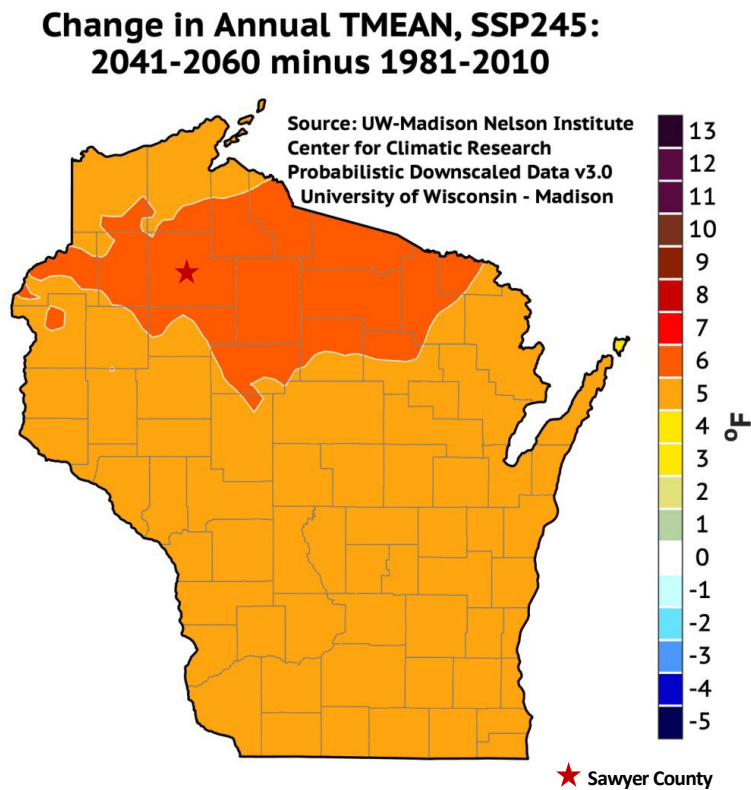 Change in Annual TMEAN, SSP245:
2041-2060 minus 1981-2010
Source: UW-Madison Nelson Institute
Center for Climatic Research
Probabilistic Downscaled Data v3.0
University of Wisconsin - Madison
13
12
11
10
9
8
7
6
5
4
3
2
1
0
-1
-2
-3
-4
-5
ºF
Sawyer County